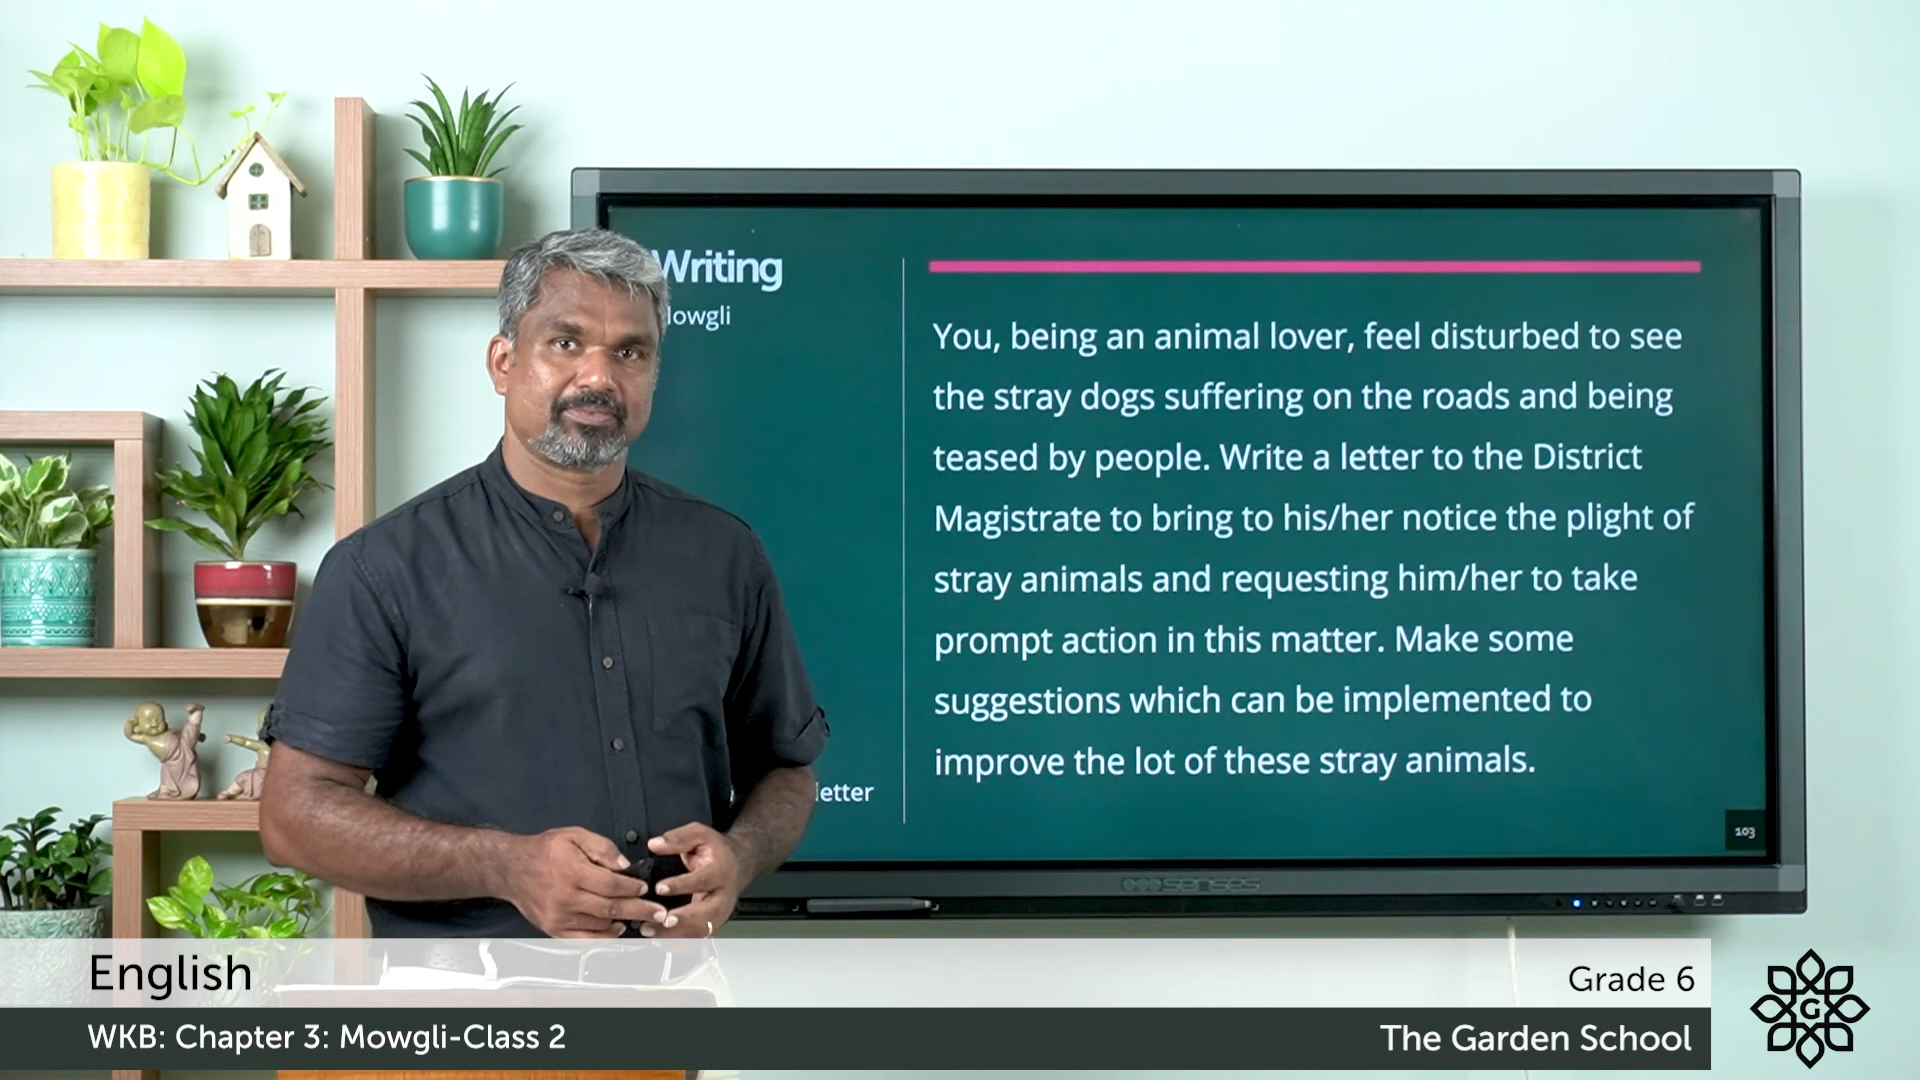 Writing
You, being an animal lover, feel disturbed to see
the stray dogs suffering on the roads and being
teased by people. Write a letter to the District
Magistrate to bring to his/her notice the plight of
stray animals and requesting him/her to take
prompt action in this matter. Make some
suggestions which can be implemented to
improve the lot of these stray animals.
letter
103
senses
English
Grade 6
WKB: Chapter 3: Mowgli-Class 2
The Garden School
G